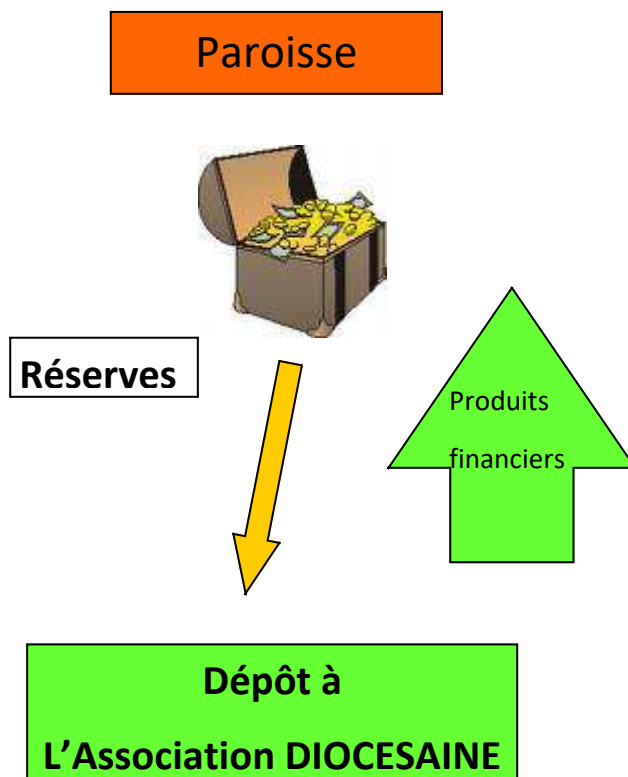 Paroisse
Réserves
Produits
financiers
Dépôt à
L’Association DIOCESAINE